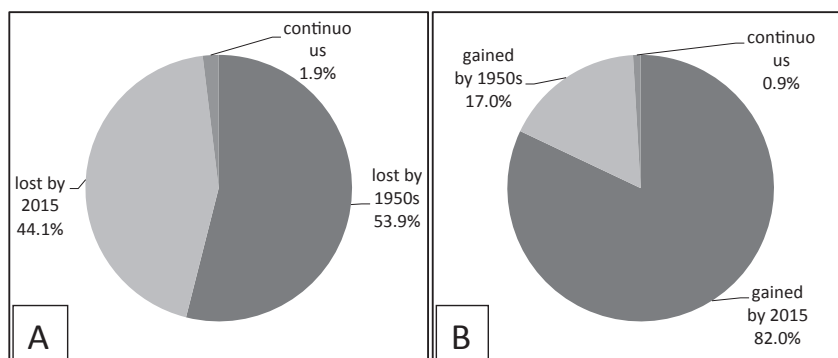 continuo
us
1.9%
lost by
2015
44.1%
lost by
1950s
53.9%
A
gained
by 1950s
17.0%
continuo
us
0.9%
gained
by 2015
82.0%
B